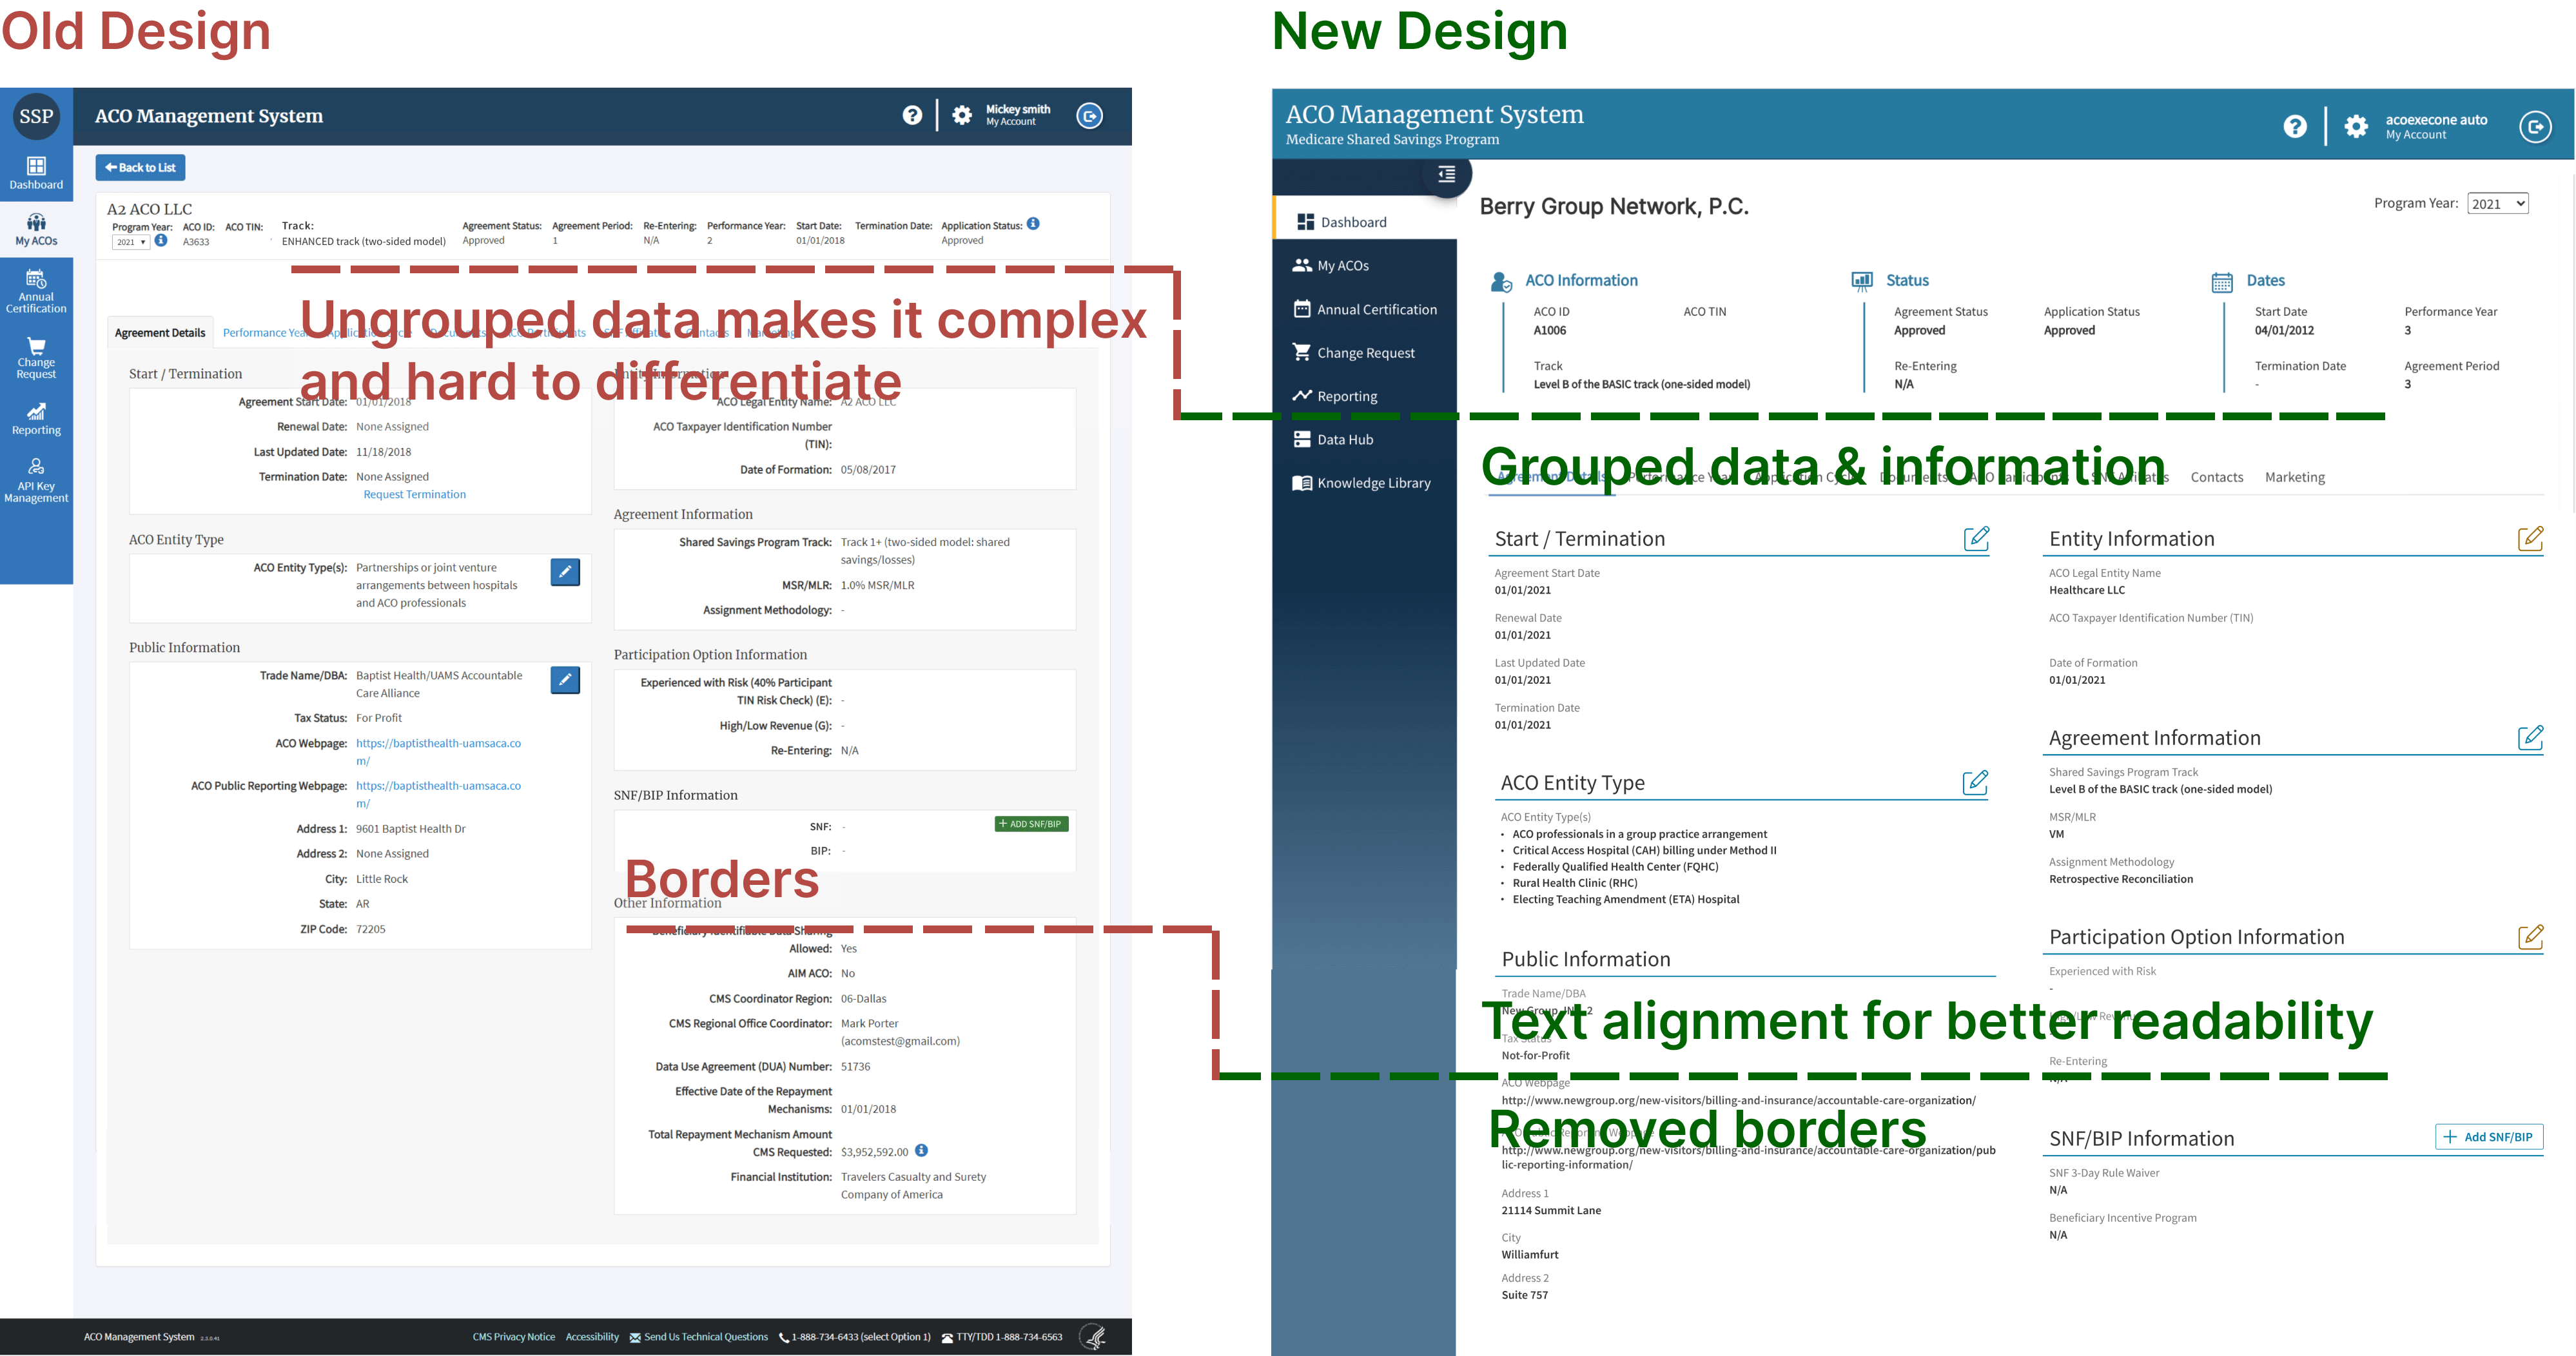 Old Design
New Design
SSP
ACO Management System
Mickey smith
My Account
Dashboard
My ACOs
Annual
Certification
Change
Request
Reporting
API Key
Management
Back to List
A2 ACO LLC
Program Year: ACO ID: ACO TIN: Track: Agreement Status: Agreement Period: Re-Entering: Performance Year: Start Date: Termination Date: Application Status:
2021 A3633 ENHANCED track (two-sided model) Approved 1 N/A 2 01/01/2018 Approved
Ungrouped data makes it complex
and hard to differentiate
Agreement Details Performance Year
Start / Termination
Agreement Start Date: 01/01/2018
Renewal Date: None Assigned
Last Updated Date: 11/18/2018
Termination Date: None Assigned
Request Termination
ACO Entity Type
ACO Entity Type(s): Partnerships or joint venture
arrangements between hospitals
and ACO professionals
Public Information
Trade Name/DBA: Baptist Health/UAMS Accountable
Care Alliance
Tax Status: For Profit
ACO Webpage: https://baptisthealth-uamsaca.co
m/
ACO Public Reporting Webpage: https://baptisthealth-uamsaca.co
m/
Address 1: 9601 Baptist Health Dr
Address 2: None Assigned
City: Little Rock
State: AR
ZIP Code: 72205
Entity Information
ACO Legal Entity Name: A2 ACO LLC
ACO Taxpayer Identification Number
(TIN):
Date of Formation: 05/08/2017
Agreement Information
Shared Savings Program Track: Track 1+ (two-sided model: shared
savings/losses)
MSR/MLR: 1.0% MSR/MLR
Assignment Methodology: -
Participation Option Information
Experienced with Risk (40% Participant
TIN Risk Check) (E): -
High/Low Revenue (G): -
Re-Entering: N/A
SNF/BIP Information
SNF: -
+ ADD SNF/BIP
BIP: -
Borders
Other Information
Beneficiary Identifiable Data Sharing
Allowed: Yes
AIM ACO: No
CMS Coordinator Region: 06-Dallas
CMS Regional Office Coordinator: Mark Porter
(acomstest@gmail.com)
Data Use Agreement (DUA) Number: 51736
Effective Date of the Repayment
Mechanisms: 01/01/2018
Total Repayment Mechanism Amount
CMS Requested: $3,952,592.00
Financial Institution: Travelers Casualty and Surety
Company of America
ACO Management System 2.3.0.41 CMS Privacy Notice Accessibility Send Us Technical Questions 1-888-734-6433 (select Option 1) TTY/TDD 1-888-734-6563
ACO Management System
Medicare Shared Savings Program
acoexecone auto
My Account
Dashboard
My ACOs
Annual Certification
Change Request
Reporting
Data Hub
Knowledge Library
Berry Group Network, P.C.
Program Year: 2021
ACO Information
ACO ID ACO TIN
A1006
Track
Level B of the BASIC track (one-sided model)
Status
Agreement Status Application Status
Approved Approved
Re-Entering
N/A
Dates
Start Date Performance Year
04/01/2012 3
Termination Date Agreement Period
- 3
Grouped data & information
Agreement Details Performance Year Application Cycle Documents ACO Participants SNF Affiliates Contacts Marketing
Start / Termination
Agreement Start Date
01/01/2021
Renewal Date
01/01/2021
Last Updated Date
01/01/2021
Termination Date
01/01/2021
ACO Entity Type
ACO Entity Type(s)
• ACO professionals in a group practice arrangement
• Critical Access Hospital (CAH) billing under Method II
• Federally Qualified Health Center (FQHC)
• Rural Health Clinic (RHC)
• Electing Teaching Amendment (ETA) Hospital
Public Information
Trade Name/DBA
New Group
Text alignment for better readability
Tax Status
Not-for-Profit
ACO Webpage
http://www.newgroup.org/new-visitors/billing-and-insurance/accountable-care-organization/
Removed borders
http://www.newgroup.org/new-visitors/billing-and-insurance/accountable-care-organization/pub
lic-reporting-information/
Address 1
21114 Summit Lane
City
Williamfurt
Address 2
Suite 757
Entity Information
ACO Legal Entity Name
Healthcare LLC
ACO Taxpayer Identification Number (TIN)
Date of Formation
01/01/2021
Agreement Information
Shared Savings Program Track
Level B of the BASIC track (one-sided model)
MSR/MLR
VM
Assignment Methodology
Retrospective Reconciliation
Participation Option Information
Experienced with Risk
-
Re-Entering
N/A
SNF/BIP Information
+ Add SNF/BIP
SNF 3-Day Rule Waiver
N/A
Beneficiary Incentive Program
N/A